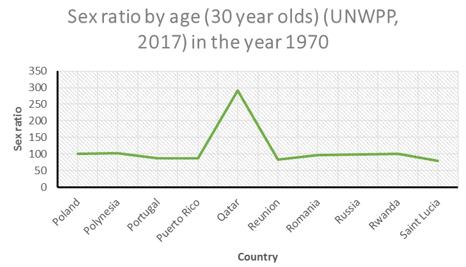 Sex ratio by age (30 year olds) (UNWPP,
2017) in the year 1970
350
300
250
200
150
100
50
0
Sex ratio
Poland
Polynesia
Portugal
Puerto Rico
Qatar
Reunion
Romania
Russia
Rwanda
Saint Lucia
Country